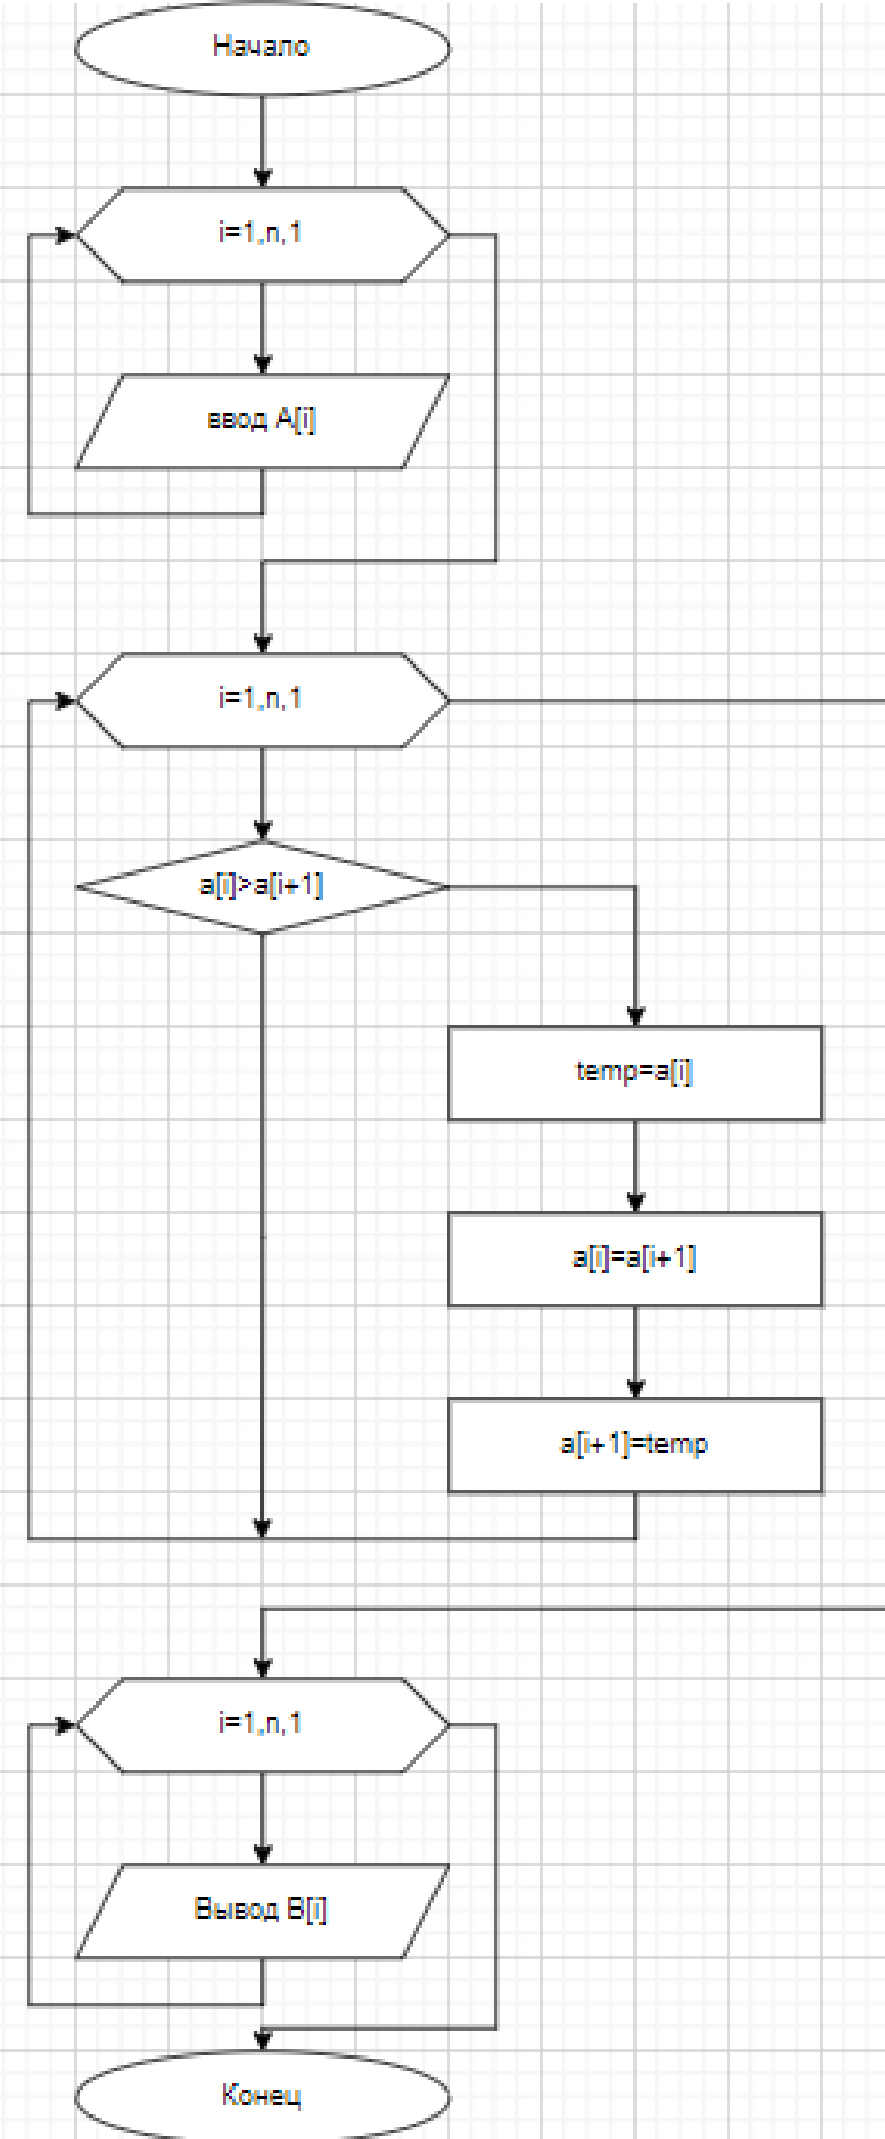 Начало
i=1,n,1
ввод A[i]
i=1,n,1
a[i]>a[i+1]
temp=a[i]
a[i]=a[i+1]
a[i+1]=temp
i=1,n,1
Вывод B[i]
Конец